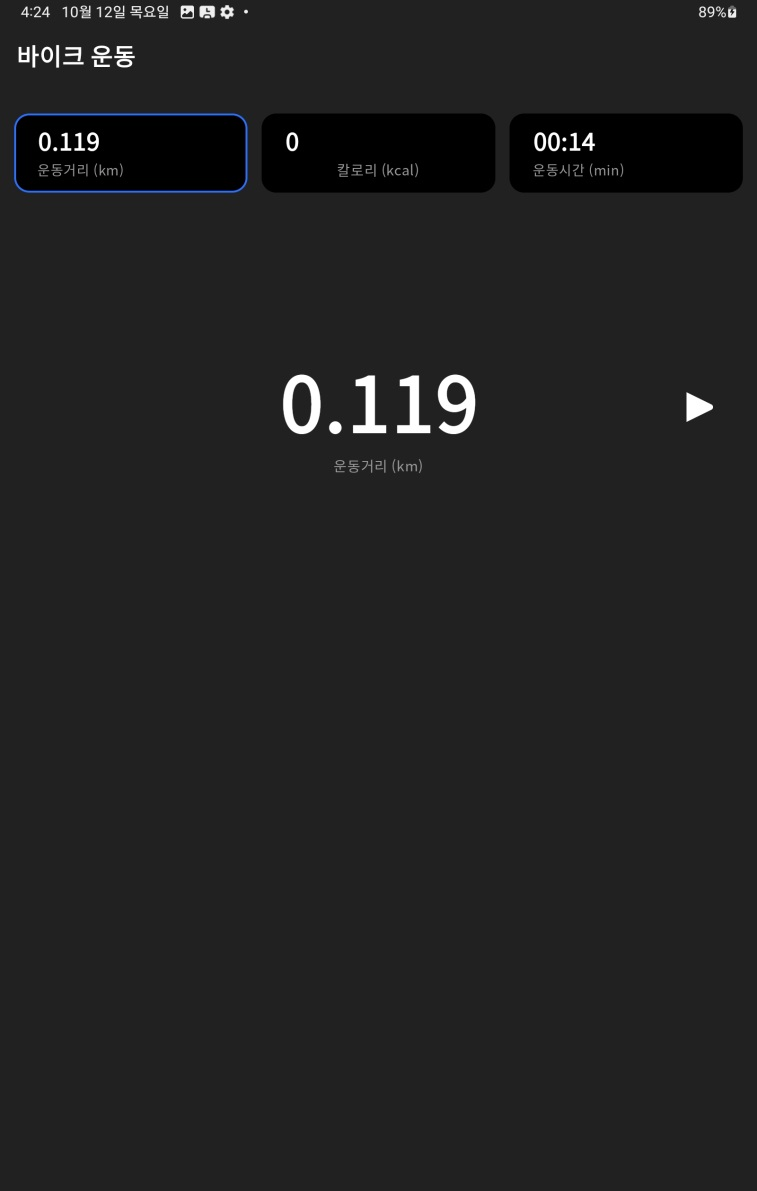 4:24 10월 12일 목요일 89%
바이크 운동
0.119 0 00:14
운동거리 (km) 칼로리 (kcal) 운동시간 (min)
0.119
운동거리 (km)